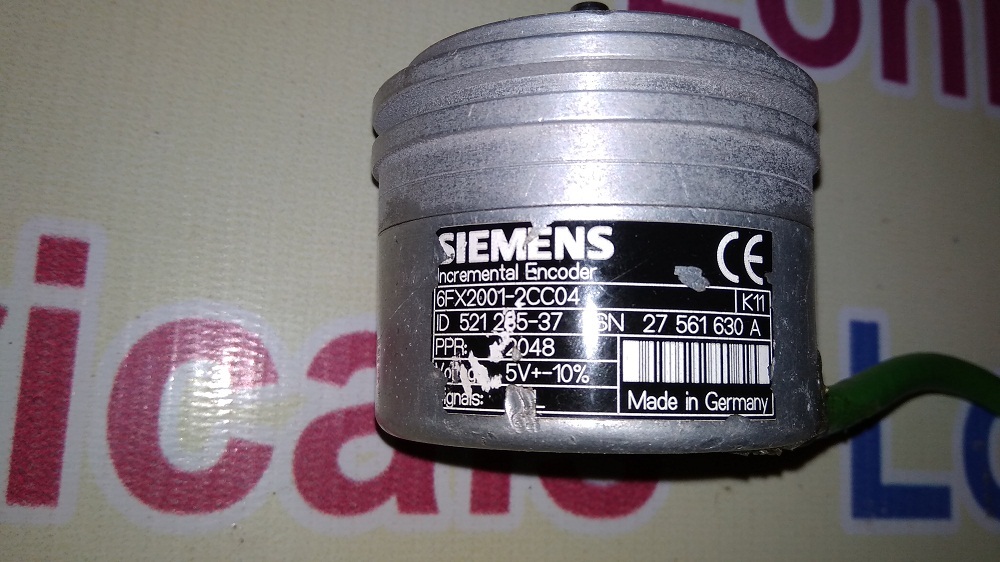 SIEMENS
CE
Incremental Encoder
6FX2001-2CC04 K11
ID 521 285-37 SN 27 561 630 A
PPR: 2048
5V+-10%
Made in Germany